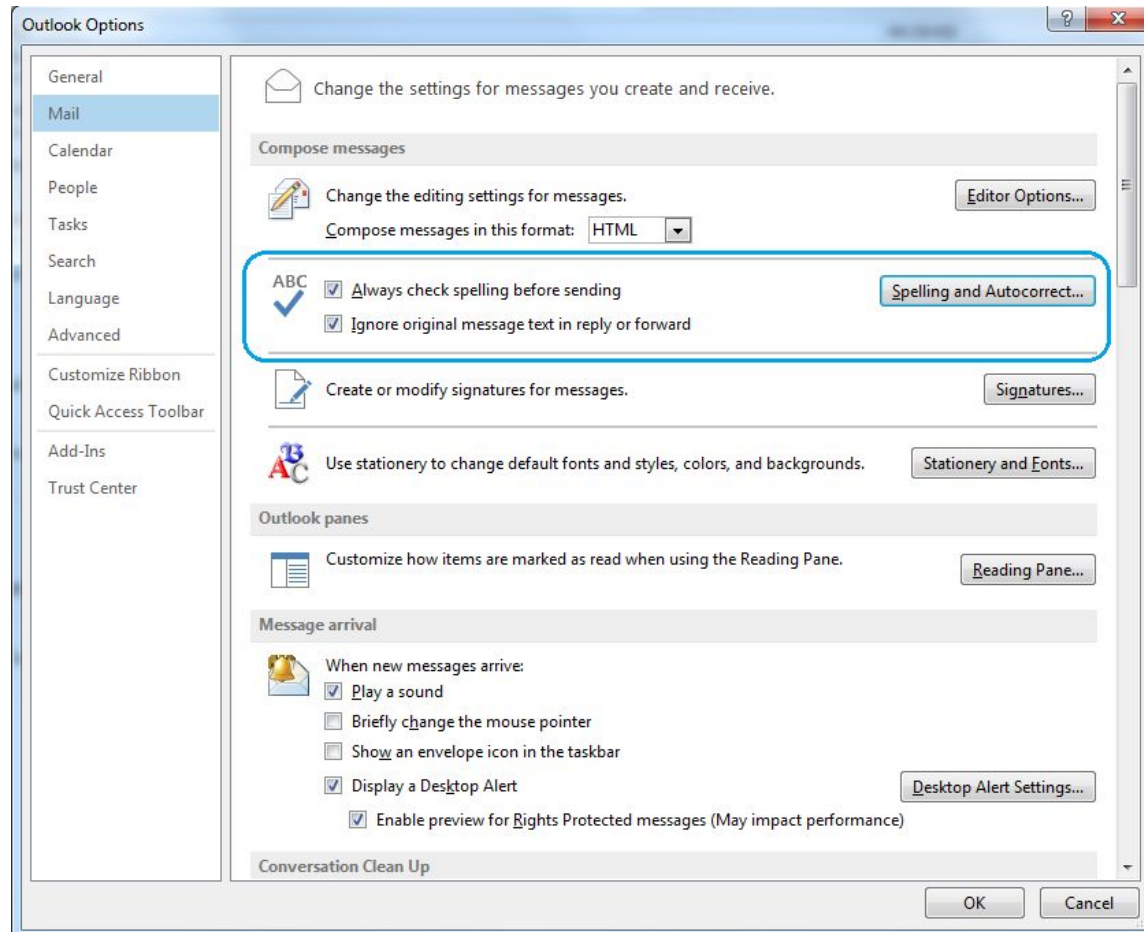 Outlook Options
General
Mail
Calendar
People
Tasks
Search
Language
Advanced
Customize Ribbon
Quick Access Toolbar
Add-Ins
Trust Center
Change the settings for messages you create and receive.
Compose messages
Change the editing settings for messages.
Editor Options...
Compose messages in this format: HTML
ABC
Always check spelling before sending
Spelling and Autocorrect...
Ignore original message text in reply or forward
Create or modify signatures for messages.
Signatures...
Use stationery to change default fonts and styles, colors, and backgrounds.
Stationery and Fonts...
Outlook panes
Customize how items are marked as read when using the Reading Pane.
Reading Pane...
Message arrival
When new messages arrive:
Play a sound
Briefly change the mouse pointer
Show an envelope icon in the taskbar
Display a Desktop Alert
Desktop Alert Settings...
Enable preview for Rights Protected messages (May impact performance)
Conversation Clean Up
OK
Cancel